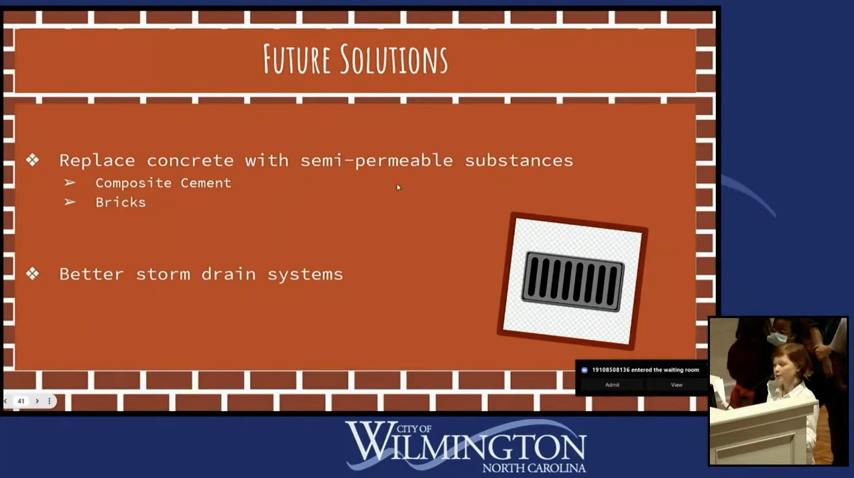 FUTURE SOLUTIONS
❖ Replace concrete with semi-permeable substances
➢ Composite Cement
➢ Bricks
❖ Better storm drain systems
19108508136 entered the waiting room
Admit View
41
CITY OF
WILMINGTON
NORTH CAROLINA